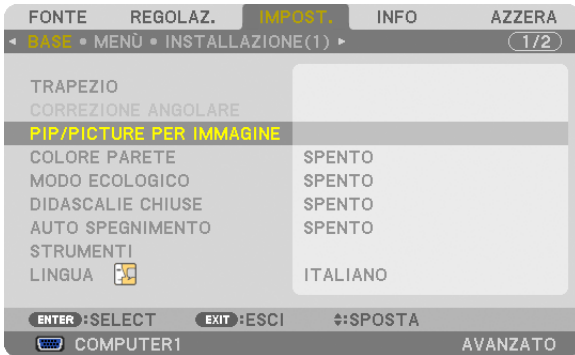 FONTE REGOLAZ. IMPOST. INFO AZZERA
BASE • MENÙ • INSTALLAZIONE(1) 1/2
TRAPEZIO
CORREZIONE ANGOLARE
PIP/PICTURE PER IMMAGINE
COLORE PARETE SPENTO
MODO ECOLOGICO SPENTO
DIDASCALIE CHIUSE SPENTO
AUTO SPEGNIMENTO SPENTO
STRUMENTI
LINGUA ITALIANO
ENTER :SELECT EXIT :ESCI :SPOSTA
COMPUTER1 AVANZATO